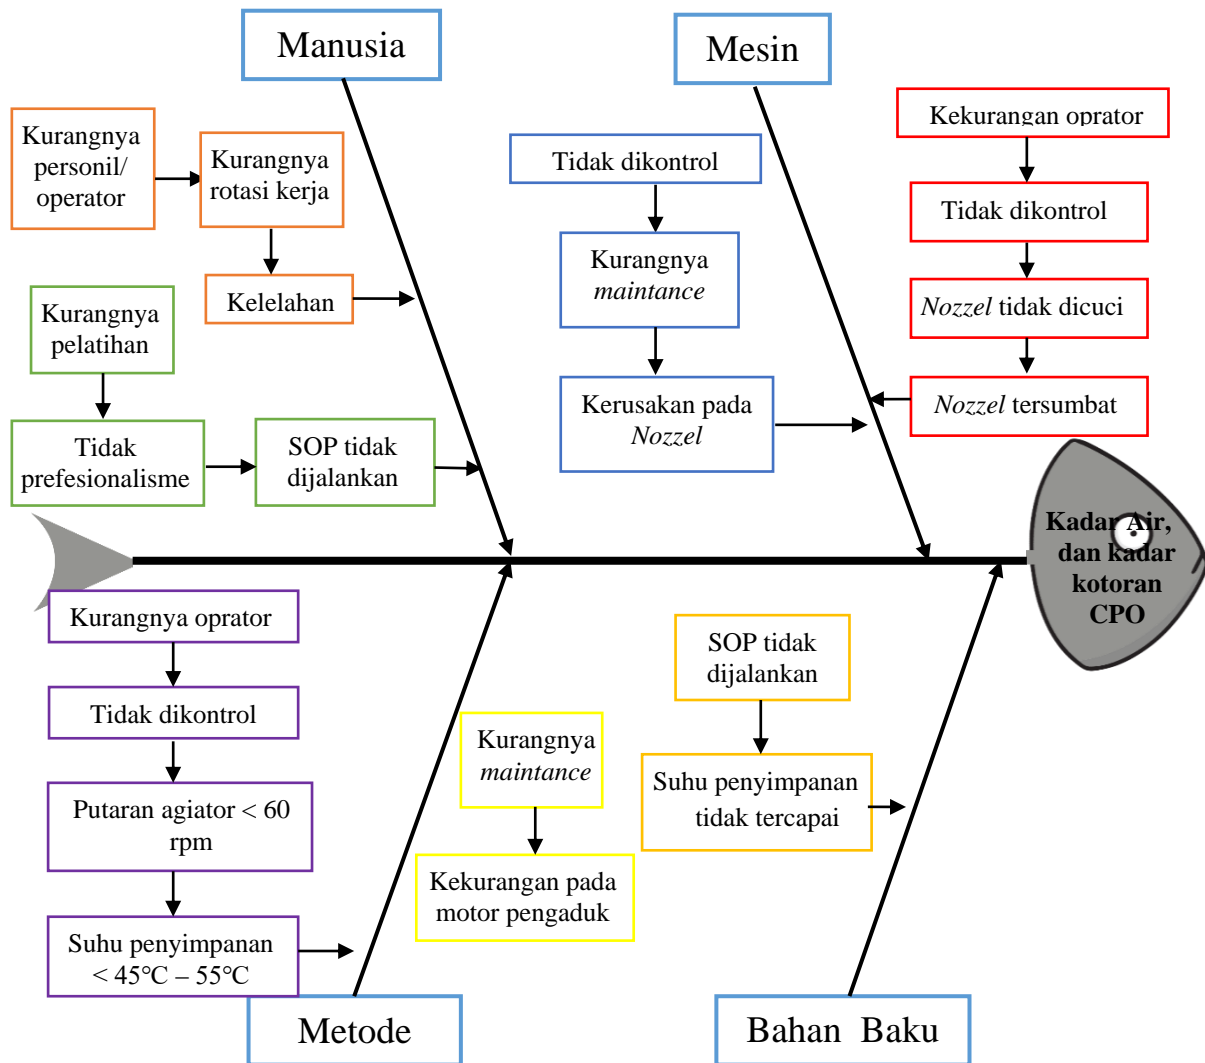 Manusia
Mesin
Kurangnya
personil/
operator
Kurangnya
rotasi kerja
Kelelahan
Kurangnya
pelatihan
Tidak
prefesionalisme
SOP tidak
dijalankan
Tidak dikontrol
Kurangnya
maintance
Kerusakan pada
Nozzel
Kekurangan oprator
Tidak dikontrol
Nozzel tidak dicuci
Nozzel tersumbat
Kadar Air,
dan kadar
kotoran
CPO
Kurangnya oprator
Tidak dikontrol
Putaran agiator < 60
rpm
Suhu penyimpanan
< 45°C – 55°C
Kurangnya
maintance
Kekurangan pada
motor pengaduk
SOP tidak
dijalankan
Suhu penyimpanan
tidak tercapai
Metode
Bahan Baku